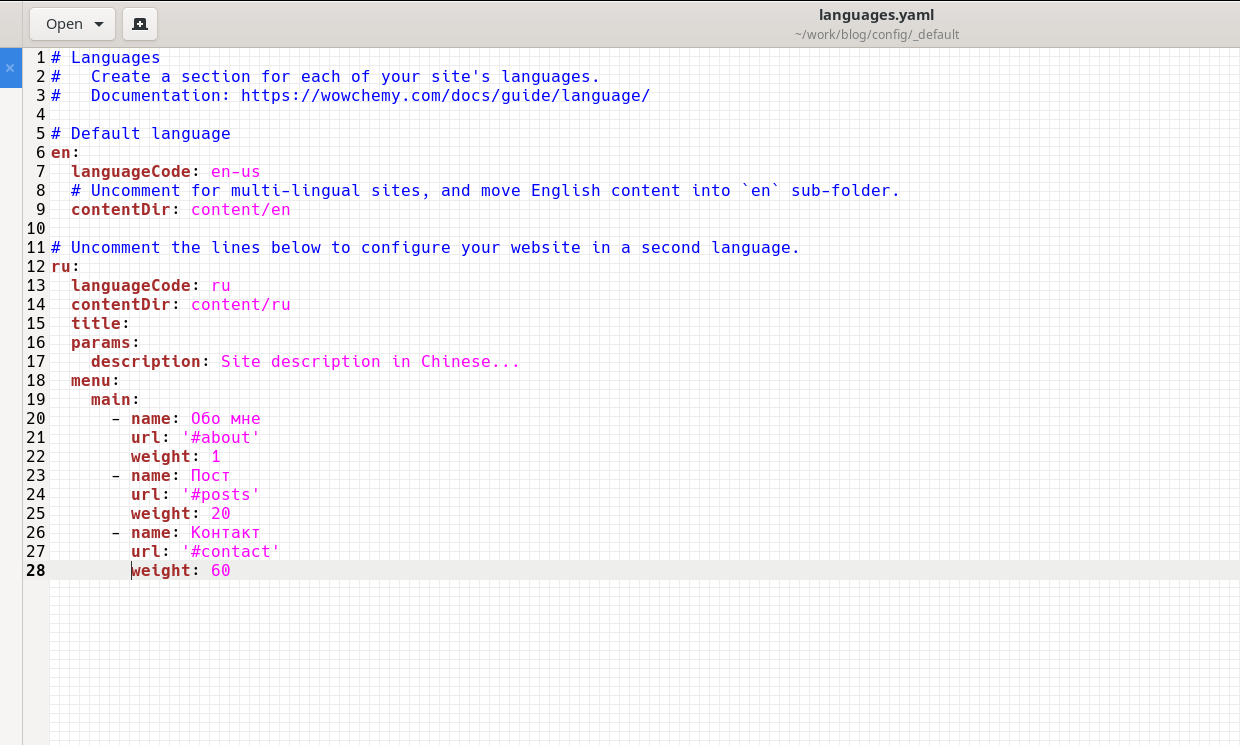 Open
languages.yaml
~/work/blog/config/_default
1 # Languages
2 #   Create a section for each of your site's languages.
3 #   Documentation: https://wowchemy.com/docs/guide/language/
4
5 # Default language
6 en:
7   languageCode: en-us
8   # Uncomment for multi-lingual sites, and move English content into `en` sub-folder.
9   contentDir: content/en
10
11 # Uncomment the lines below to configure your website in a second language.
12 ru:
13   languageCode: ru
14   contentDir: content/ru
15   title:
16   params:
17     description: Site description in Chinese...
18   menu:
19     main:
20       - name: Обо мне
21         url: '#about'
22         weight: 1
23       - name: Пост
24         url: '#posts'
25         weight: 20
26       - name: Контакт
27         url: '#contact'
28         weight: 60